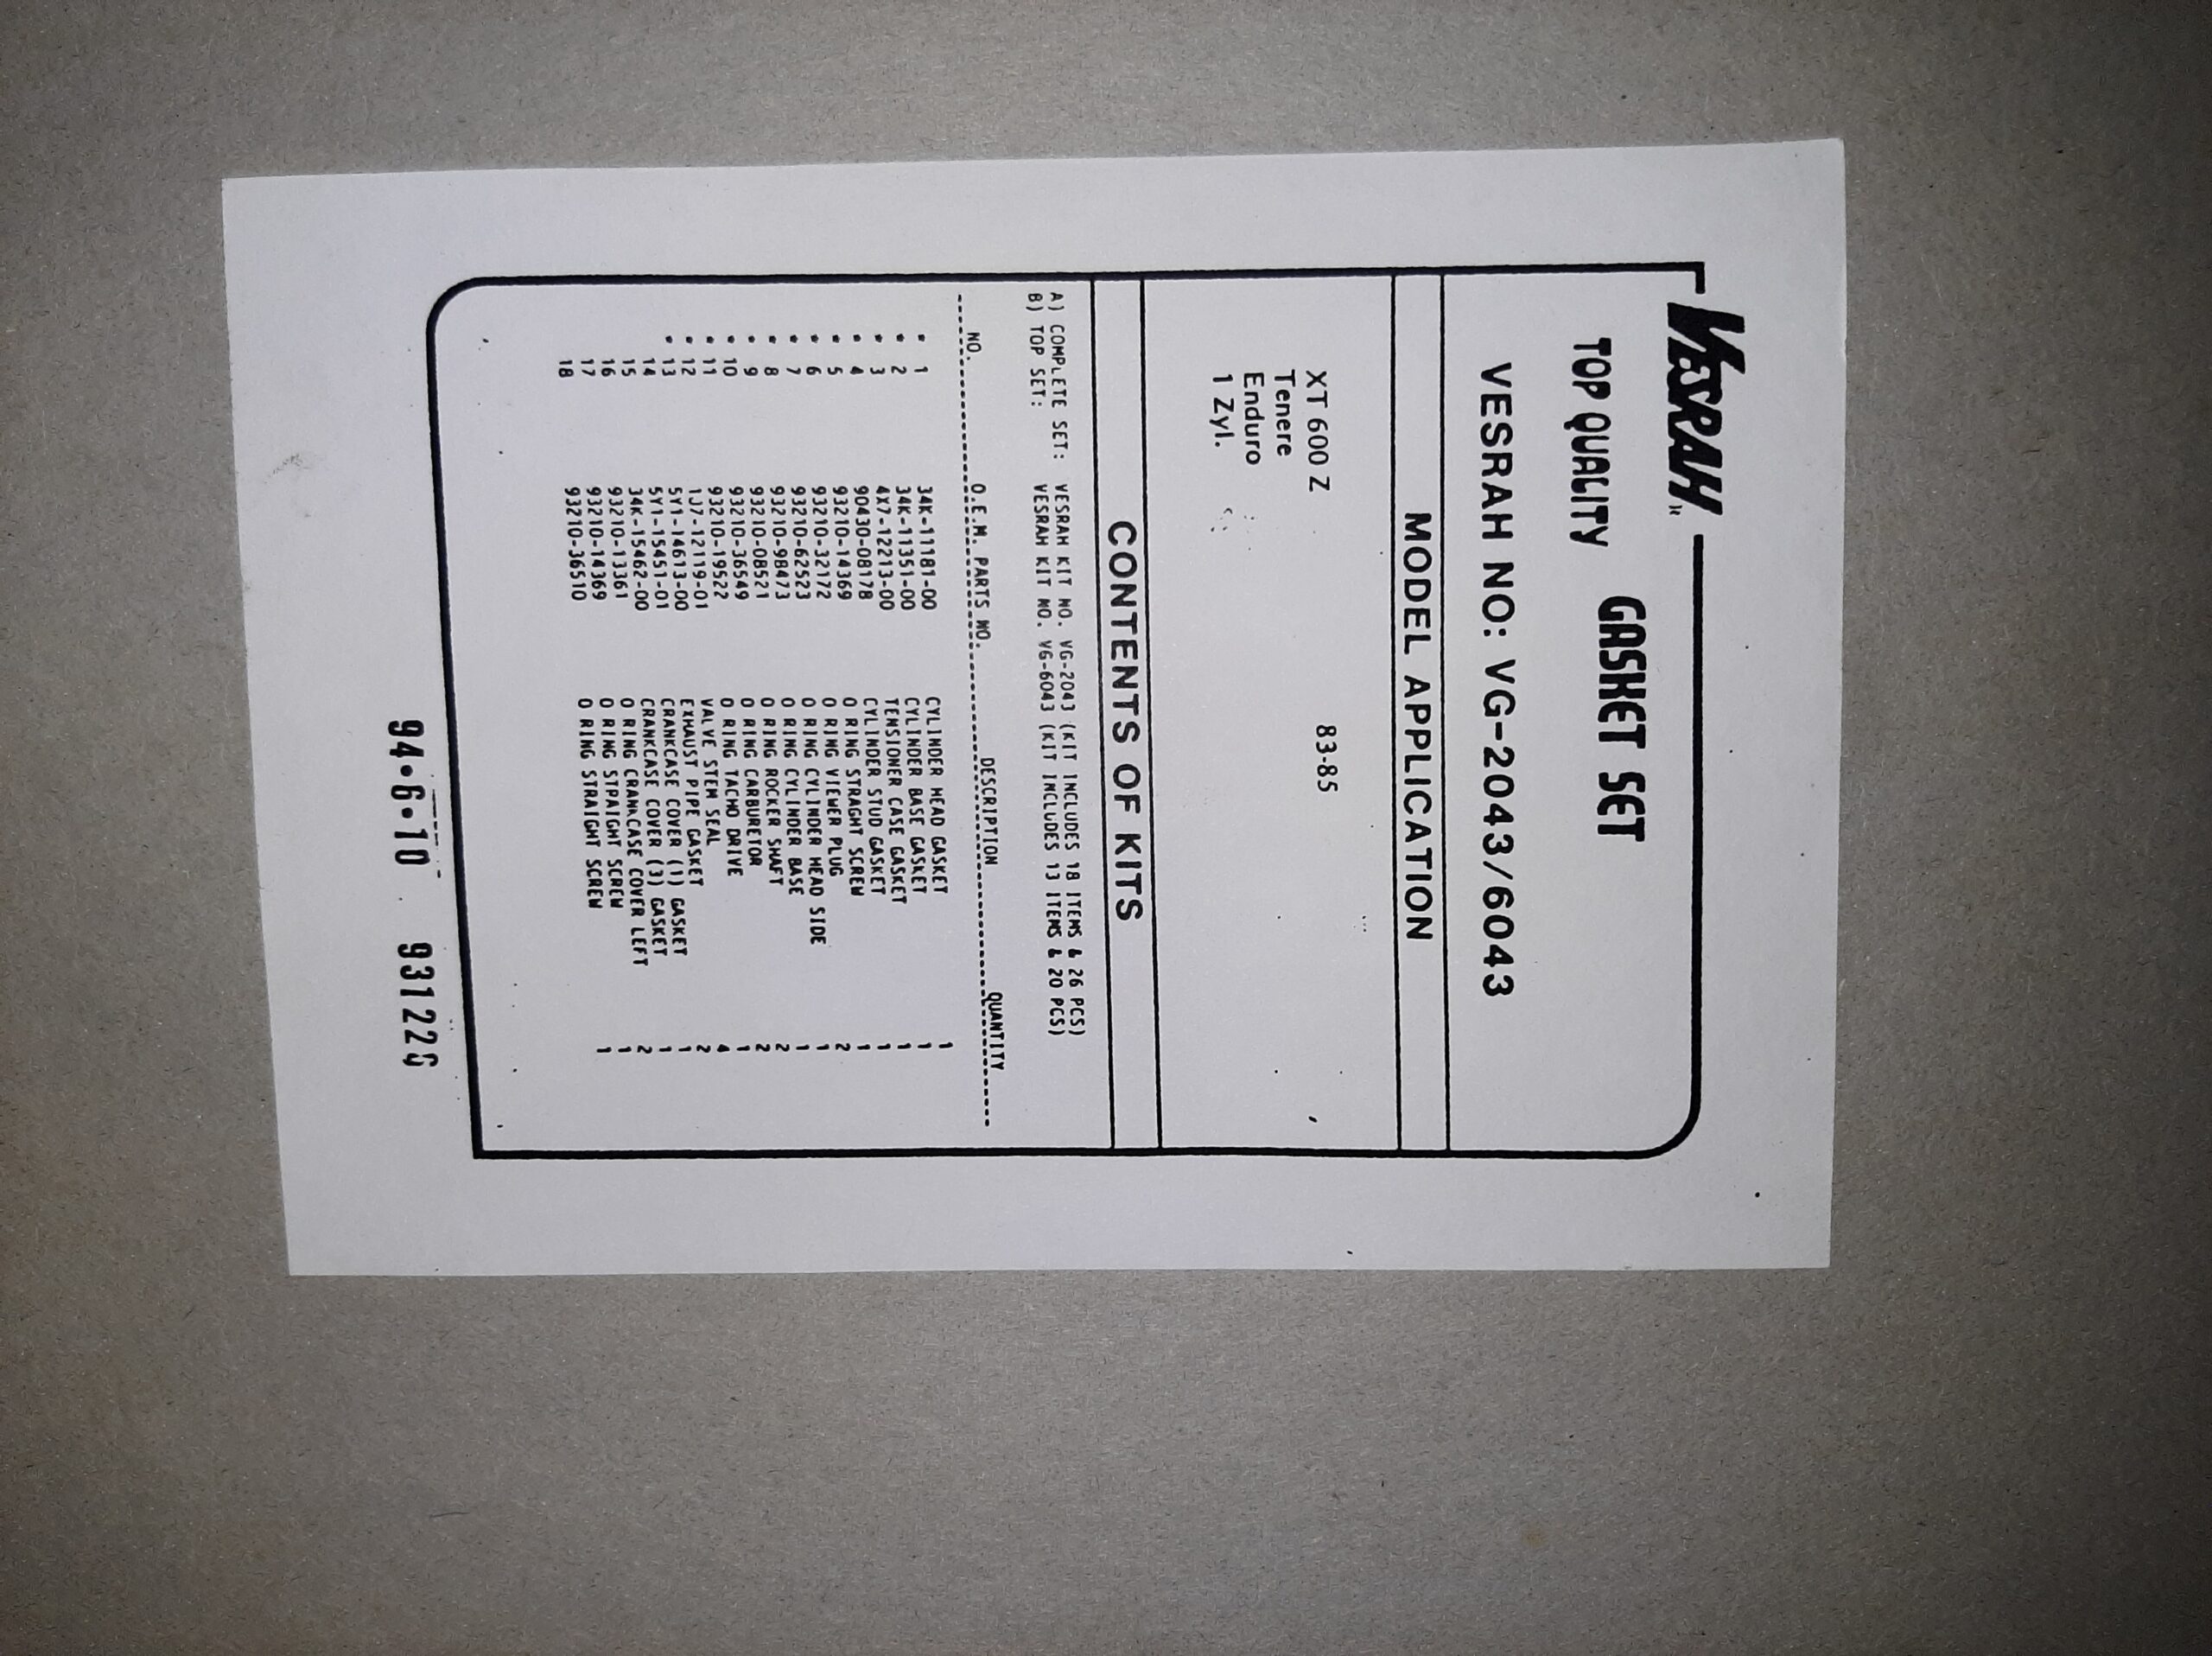 VESRAH
TOP QUALITY GASKET SET
VESRAH NO: VG-2043/6043
MODEL APPLICATION
XT 600 Z 83-85
Tenere
Enduro
1 Zyl.
CONTENTS OF KITS
A) COMPLETE SET: VESRAH KIT NO. VG-2043 (KIT INCLUDES 18 ITEMS & 26 PCS)
B) TOP SET: VESRAH KIT NO. VG-6043 (KIT INCLUDES 13 ITEMS & 20 PCS)
NO. O.E.M. PARTS NO. DESCRIPTION QUANTITY
* 1 34K-11181-00 CYLINDER HEAD GASKET 1
* 2 34K-11351-00 CYLINDER BASE GASKET 1
* 3 4X7-12213-00 TENSIONER CASE GASKET 1
* 4 90430-08178 CYLINDER STUD GASKET 1
* 5 93210-14369 O RING STRAGHT SCREW 1
* 6 93210-32172 O RING VIEWER PLUG 2
* 7 93210-62523 O RING CYLINDER HEAD SIDE 1
* 8 93210-98473 O RING CYLINDER BASE 1
* 9 93210-08521 O RING ROCKER SHAFT 2
* 10 93210-36549 O RING CARBURETOR 2
* 11 93210-19522 O RING TACHO DRIVE 1
* 12 1J7-12119-01 VALVE STEM SEAL 4
* 13 5Y1-14613-00 EXHAUST PIPE GASKET 2
14 5Y1-15451-01 CRANKCASE COVER (1) GASKET 1
15 34K-15462-00 CRANKCASE COVER (3) GASKET 1
16 93210-13361 O RING CRANKCASE COVER LEFT 2
17 93210-14369 O RING STPAIGHT SCREW 1
18 93210-36510 O RING STRAIGHT SCREW 1
94•6•10